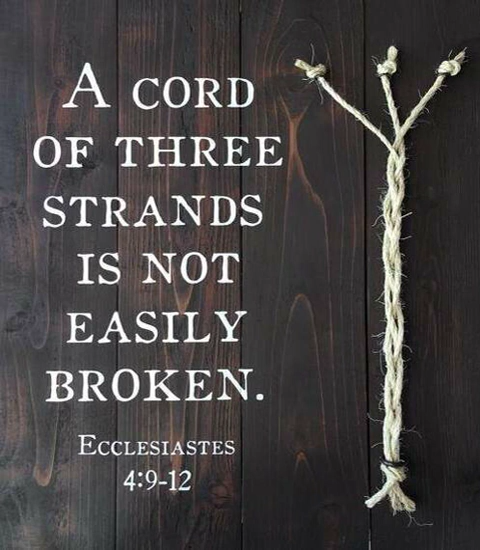 A CORD
OF THREE
STRANDS
IS NOT
EASILY
BROKEN.
ECCLESIASTES
4:9-12